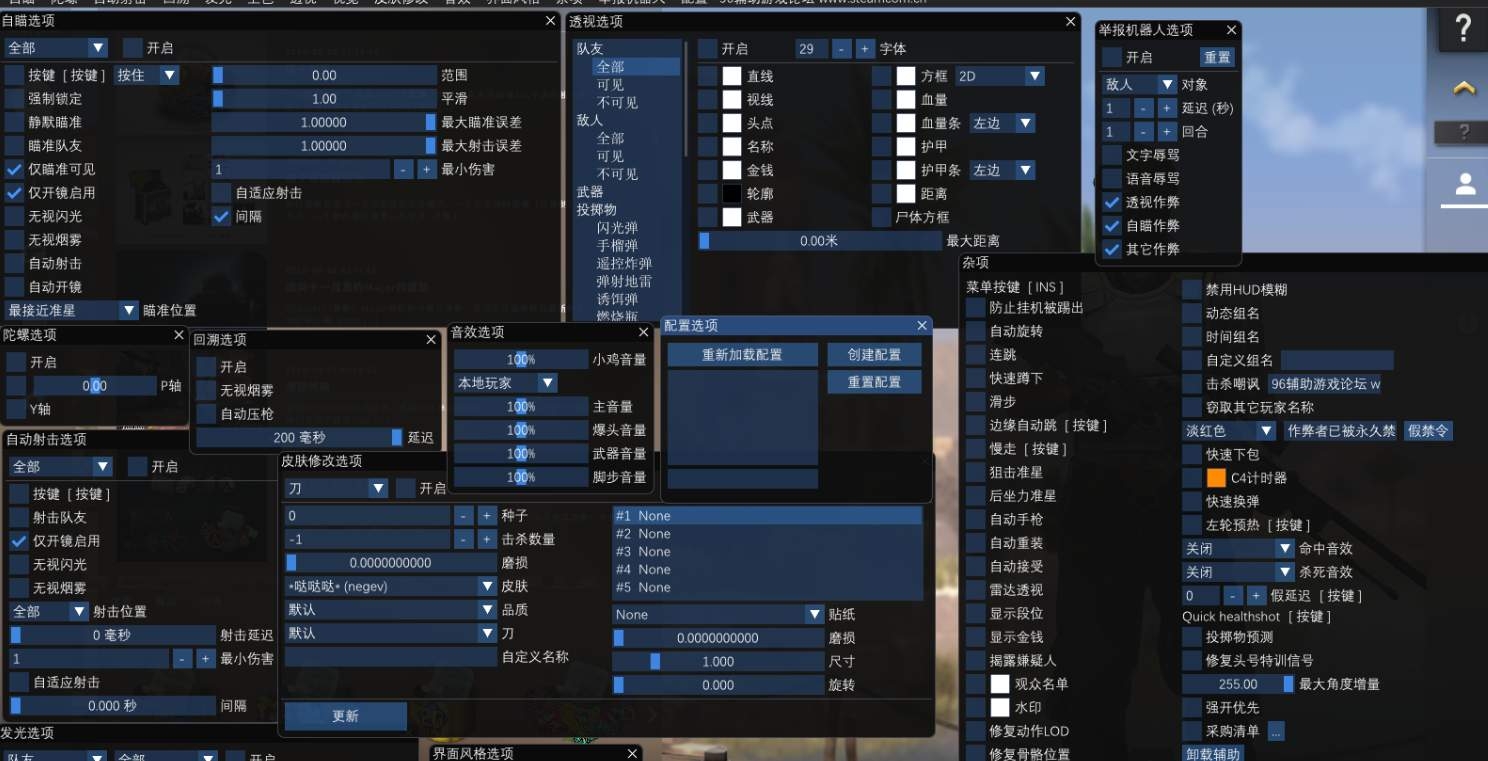 自瞄选项
全部
开启
按键 [ 按键 ]
按住
0.00
范围
强制锁定
1.00
平滑
静默瞄准
1.00000
最大瞄准误差
瞄准队友
1.00000
最大射击误差
仅瞄准可见
1
-
+
最小伤害
仅开镜启用
自适应射击
无视闪光
间隔
无视烟雾
自动射击
自动开镜
最接近准星
瞄准位置
透视选项
队友
全部
可见
不可见
敌人
全部
可见
不可见
武器
投掷物
闪光弹
手榴弹
遥控炸弹
弹射地雷
诱饵弹
燃烧瓶
开启
29
-
+
字体
直线
方框
2D
视线
血量
头点
血量条
左边
名称
护甲
金钱
护甲条
左边
轮廓
距离
武器
尸体方框
0.00米
最大距离
举报机器人选项
开启
重置
敌人
对象
1
-
+
延迟 (秒)
1
-
+
回合
文字辱骂
语音辱骂
透视作弊
自瞄作弊
其它作弊
陀螺选项
开启
0.00
P轴
Y轴
回溯选项
开启
无视烟雾
自动压枪
200 毫秒
延迟
音效选项
100%
小鸡音量
本地玩家
100%
主音量
100%
爆头音量
100%
武器音量
100%
脚步音量
配置选项
重新加载配置
创建配置
重置配置
自动射击选项
全部
开启
按键 [ 按键 ]
射击队友
仅开镜启用
无视闪光
无视烟雾
全部
射击位置
0 毫秒
射击延迟
1
-
+
最小伤害
自适应射击
0.000 秒
间隔
皮肤修改选项
刀
开启
0
-
+
种子
-1
-
+
击杀数量
0.0000000000
磨损
*哒哒哒* (negev)
皮肤
默认
品质
默认
刀
自定义名称
更新
#1 None
#2 None
#3 None
#4 None
#5 None
None
贴纸
0.0000000000
磨损
1.000
尺寸
0.000
旋转
杂项
菜单按键 [ INS ]
防止挂机被踢出
自动旋转
连跳
快速蹲下
滑步
边缘自动跳 [ 按键 ]
慢走 [ 按键 ]
狙击准星
后坐力准星
自动手枪
自动重装
自动接受
雷达透视
显示段位
显示金钱
揭露嫌疑人
观众名单
水印
修复动作LOD
修复骨骼位置
禁用HUD模糊
动态组名
时间组名
自定义组名
击杀嘲讽
96辅助游戏论坛 w
窃取其它玩家名称
淡红色
作弊者已被永久禁
假禁令
快速下包
C4计时器
快速换弹
左轮预热 [ 按键 ]
关闭
命中音效
关闭
杀死音效
0
-
+
假延迟 [ 按键 ]
Quick healthshot [ 按键 ]
投掷物预测
修复头号特训信号
255.00
最大角度增量
强开优先
采购清单
...
卸载辅助
发光选项
队友
全部
开启
界面风格选项